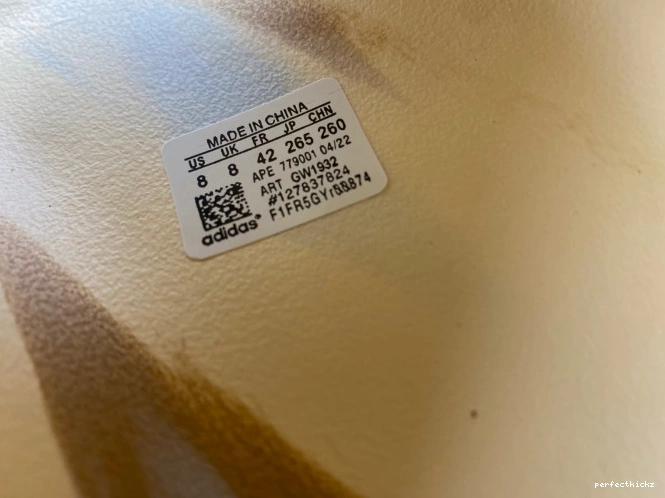 MADE IN CHINA
US UK FR JP CHN
8 8 42 265 260
APE 779001 04/22
ART GW1932
#127837824
adidas
perfectkickz